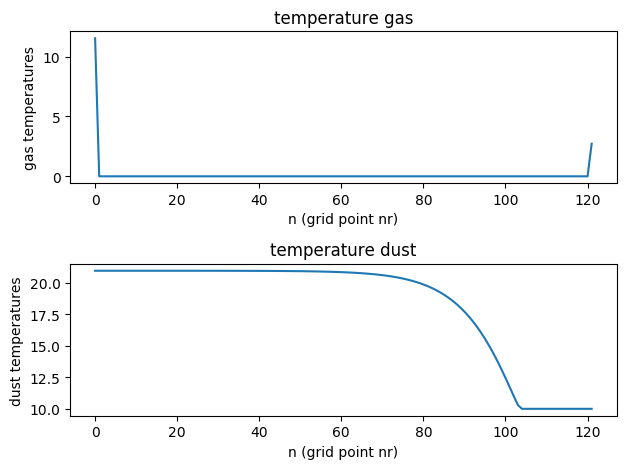 temperature gas
gas temperatures
10
5
0
0 20 40 60 80 100 120
n (grid point nr)
temperature dust
dust temperatures
20.0
17.5
15.0
12.5
10.0
0 20 40 60 80 100 120
n (grid point nr)